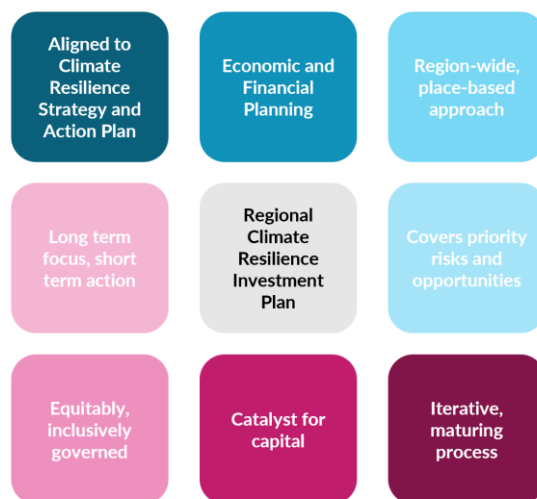 Aligned to
Climate
Resilience
Strategy and
Action Plan
Economic and
Financial
Planning
Region-wide,
place-based
approach
Long term
focus, short
term action
Regional
Climate
Resilience
Investment
Plan
Covers priority
risks and
opportunities
Equitably,
inclusively
governed
Catalyst for
capital
Iterative,
maturing
process